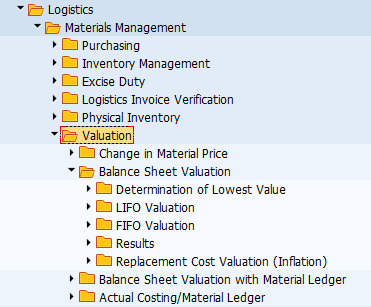 Logistics
Materials Management
Purchasing
Inventory Management
Excise Duty
Logistics Invoice Verification
Physical Inventory
Valuation
Change in Material Price
Balance Sheet Valuation
Determination of Lowest Value
LIFO Valuation
FIFO Valuation
Results
Replacement Cost Valuation (Inflation)
Balance Sheet Valuation with Material Ledger
Actual Costing/Material Ledger